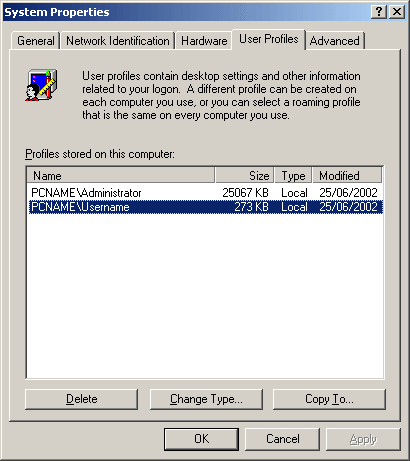 System Properties
General Network Identification Hardware User Profiles Advanced
User profiles contain desktop settings and other information
related to your logon. A different profile can be created on
each computer you use, or you can select a roaming profile
that is the same on every computer you use.
Profiles stored on this computer:
Name Size Type Modified
PCNAME\Administrator 25067 KB Local 25/06/2002
PCNAME\Username 273 KB Local 25/06/2002
Delete Change Type... Copy To...
OK Cancel Apply